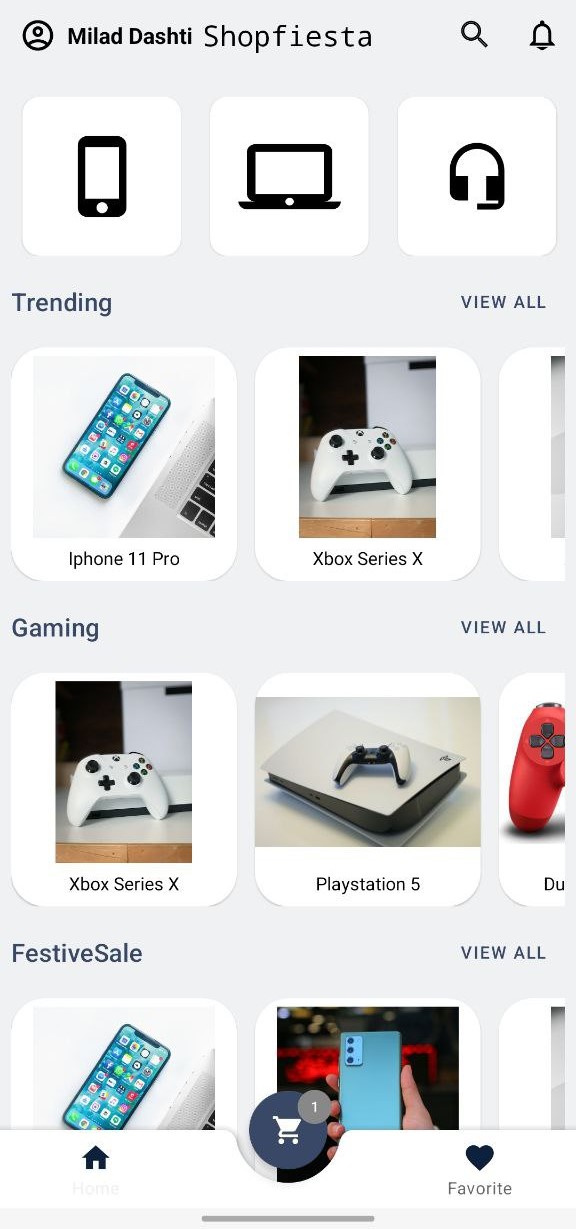 Milad Dashti Shopfiesta
Trending VIEW ALL
Iphone 11 Pro Xbox Series X
Gaming VIEW ALL
Xbox Series X Playstation 5 Du
FestiveSale VIEW ALL
1
Home Favorite